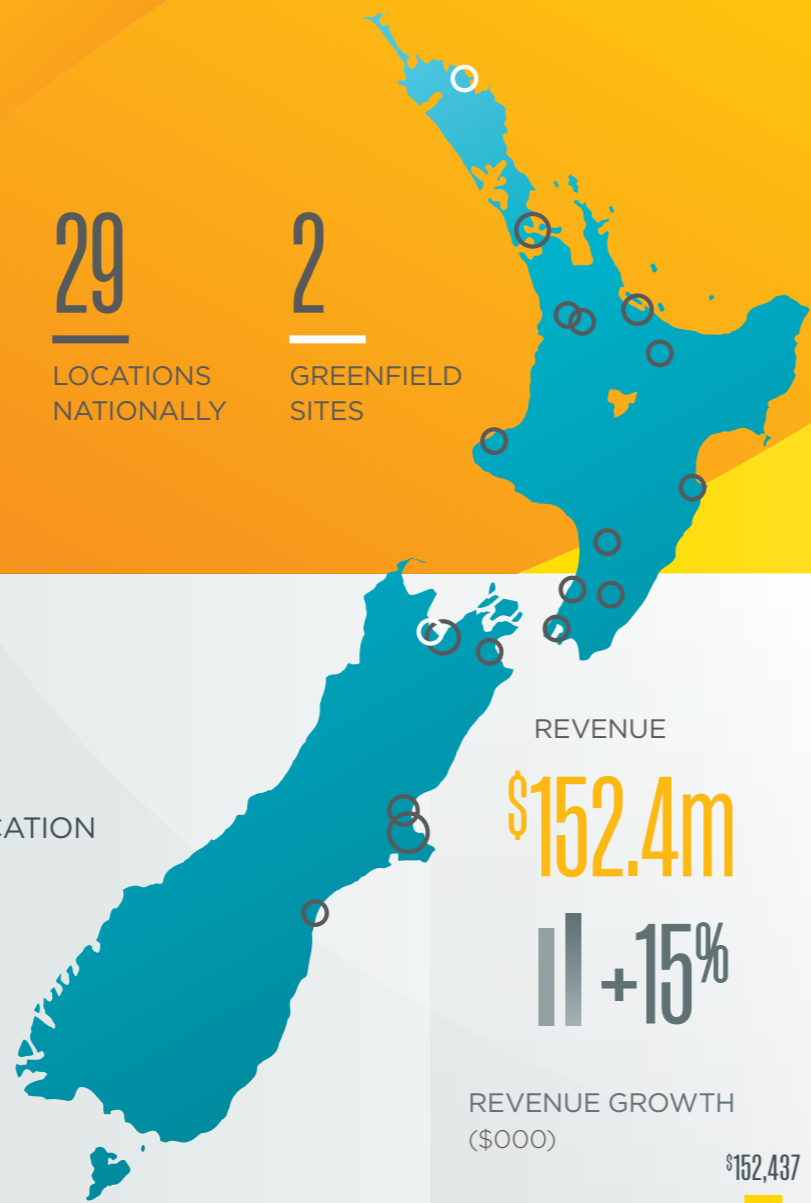 29
LOCATIONS
NATIONALLY
2
GREENFIELD
SITES
CATION
REVENUE
$152.4m
+15%
REVENUE GROWTH
($000)
$152,437